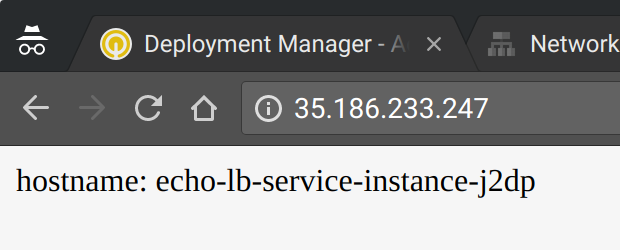 Deployment Manager - A
Network
35.186.233.247
hostname: echo-lb-service-instance-j2dp